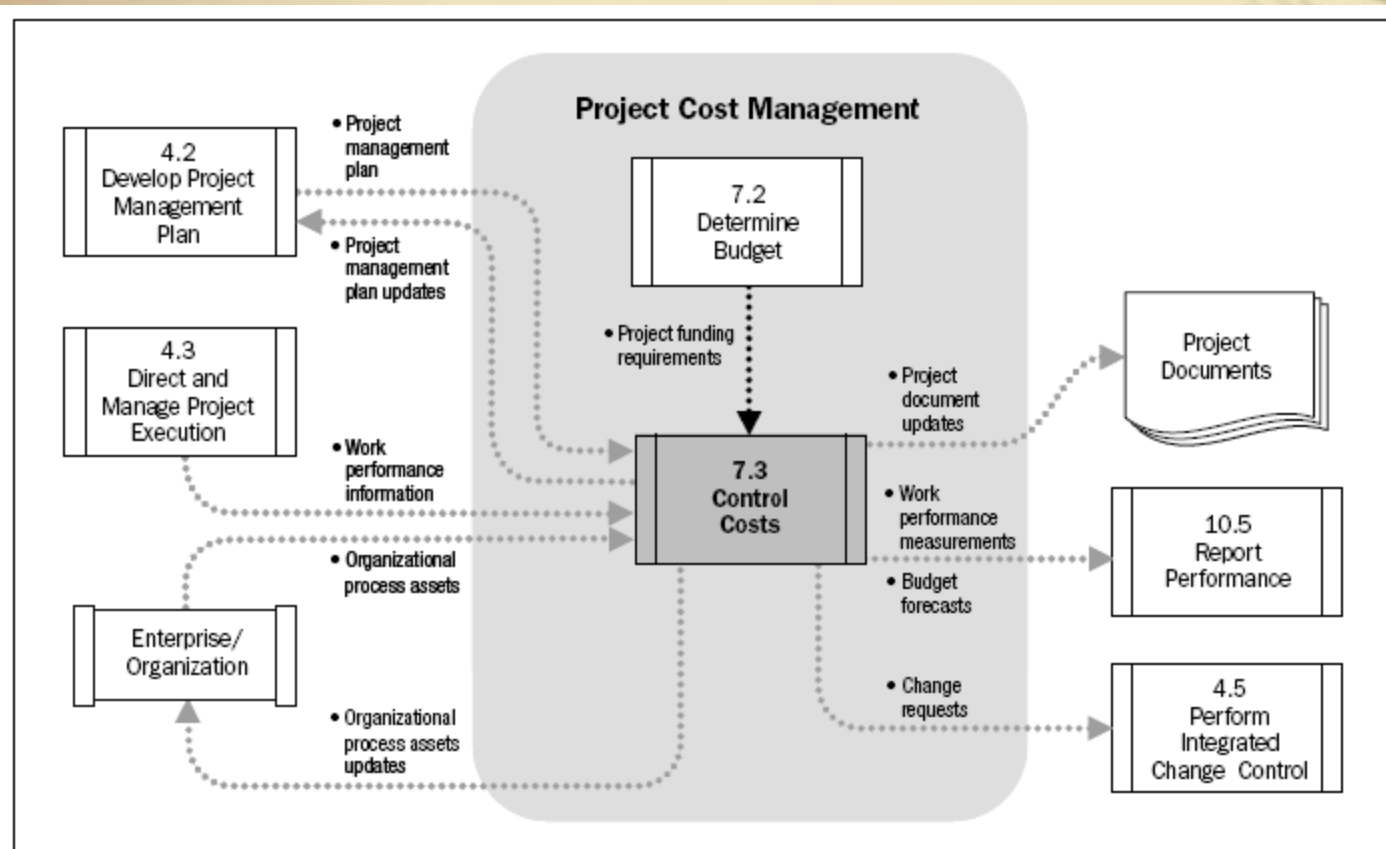 Project Cost Management
4.2
Develop Project
Management
Plan
• Project
management
plan
• Project
management
plan updates
7.2
Determine
Budget
• Project funding
requirements
4.3
Direct and
Manage Project
Execution
• Work
performance
information
• Organizational
process assets
Enterprise/
Organization
• Organizational
process assets
updates
7.3
Control
Costs
• Project
document
updates
Project
Documents
• Work
performance
measurements
• Budget
forecasts
10.5
Report
Performance
• Change
requests
4.5
Perform
Integrated
Change Control